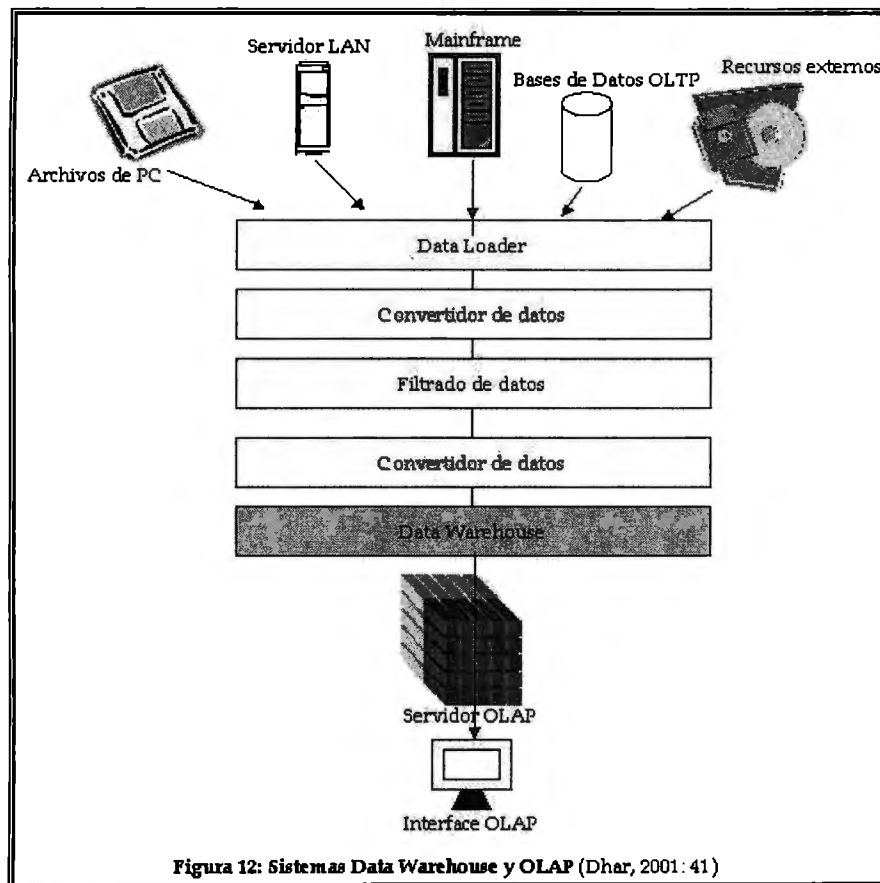 Servidor LAN
Mainframe
Bases de Datos OLTP
Recursos externos
Archivos de PC
Data Loader
Convertidor de datos
Filtrado de datos
Convertidor de datos
Data Warehouse
Servidor OLAP
Interface OLAP
Figura 12: Sistemas Data Warehouse y OLAP (Dhar, 2001: 41)